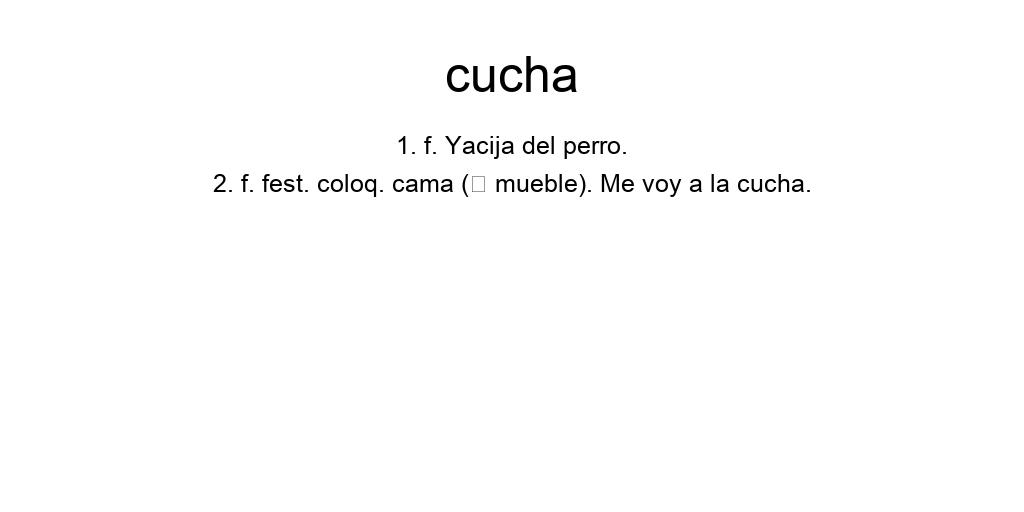 cucha
1. f. Yacija del perro.
2. f. fest. coloq. cama (▯ mueble). Me voy a la cucha.